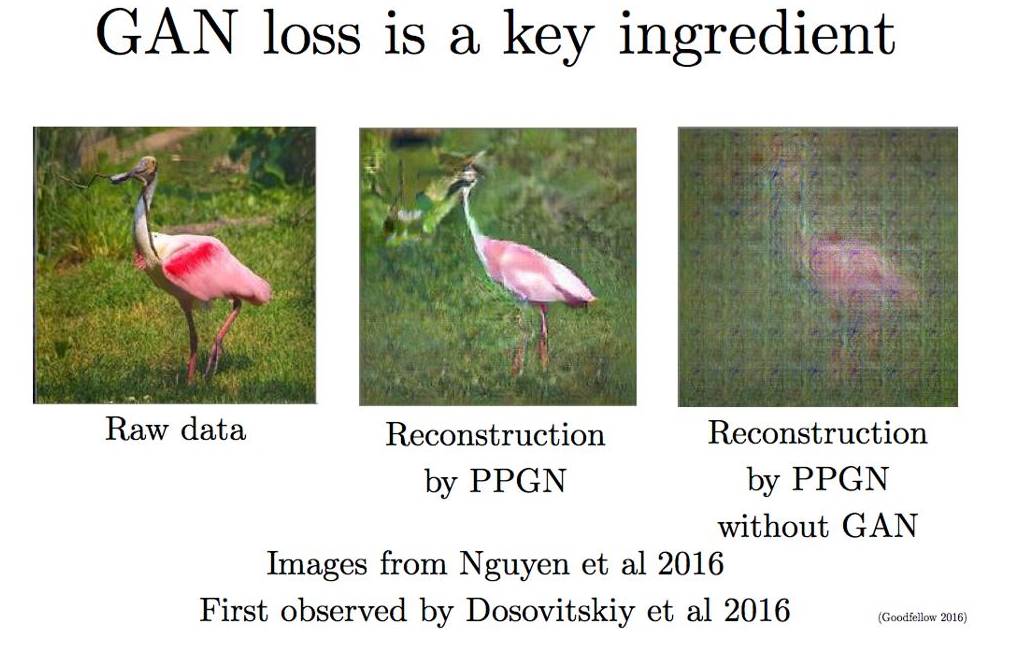 GAN loss is a key ingredient
Raw data
Reconstruction
by PPGN
Reconstruction
by PPGN
without GAN
Images from Nguyen et al 2016
First observed by Dosovitskiy et al 2016
(Goodfellow 2016)